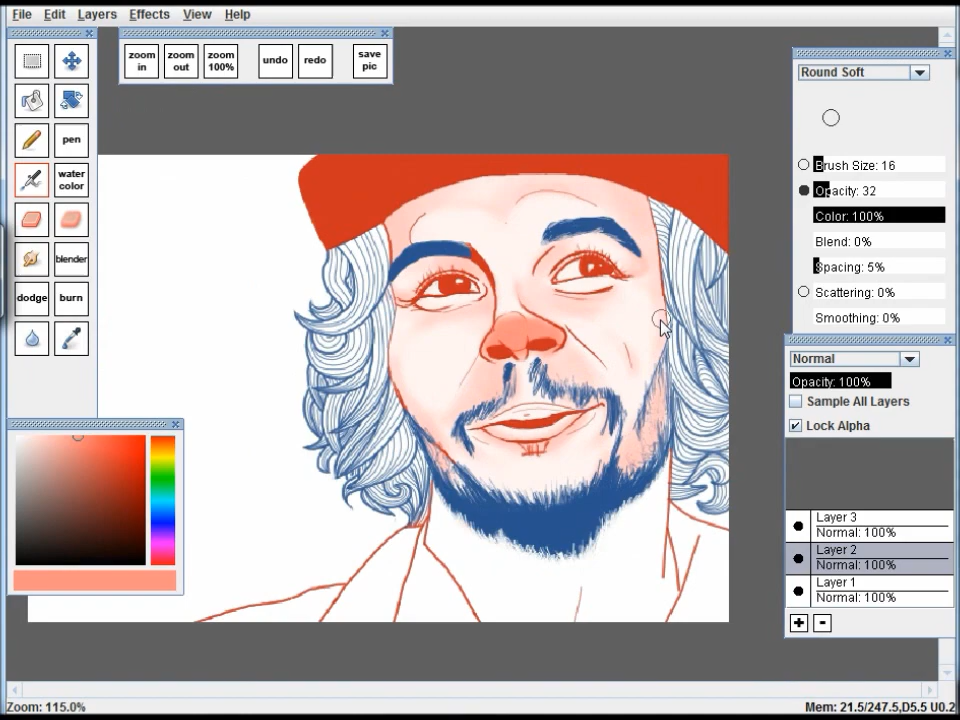 File Edit Layers Effects View Help
zoom in
zoom out
zoom 100%
undo
redo
save pic
pen
water color
blender
dodge
burn
Round Soft
Brush Size: 16
Opacity: 32
Color: 100%
Blend: 0%
Spacing: 5%
Scattering: 0%
Smoothing: 0%
Normal
Opacity: 100%
Sample All Layers
Lock Alpha
Layer 3
Normal: 100%
Layer 2
Normal: 100%
Layer 1
Normal: 100%
+ -
Zoom: 115.0%
Mem: 21.5/247.5,D5.5 U0.2